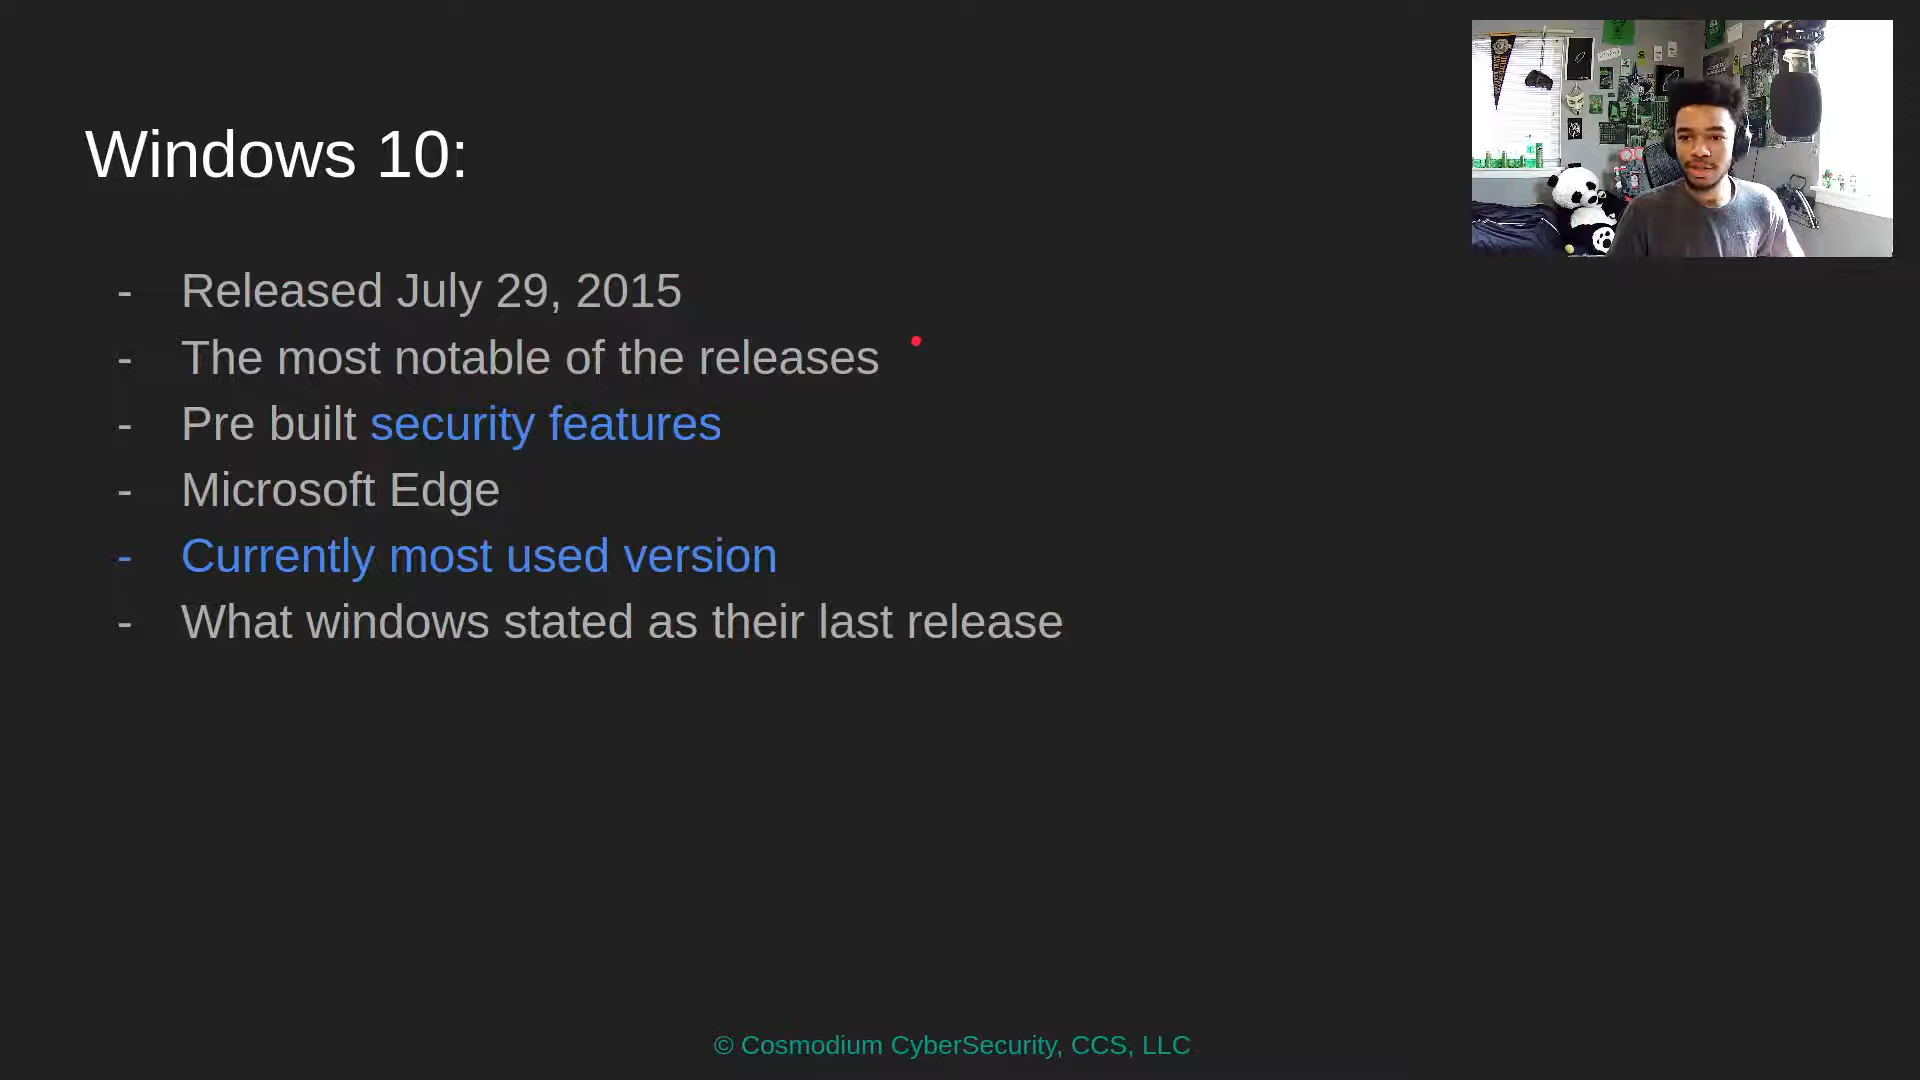 Windows 10:
- Released July 29, 2015
- The most notable of the releases
- Pre built security features
- Microsoft Edge
- Currently most used version
- What windows stated as their last release
© Cosmodium CyberSecurity, CCS, LLC